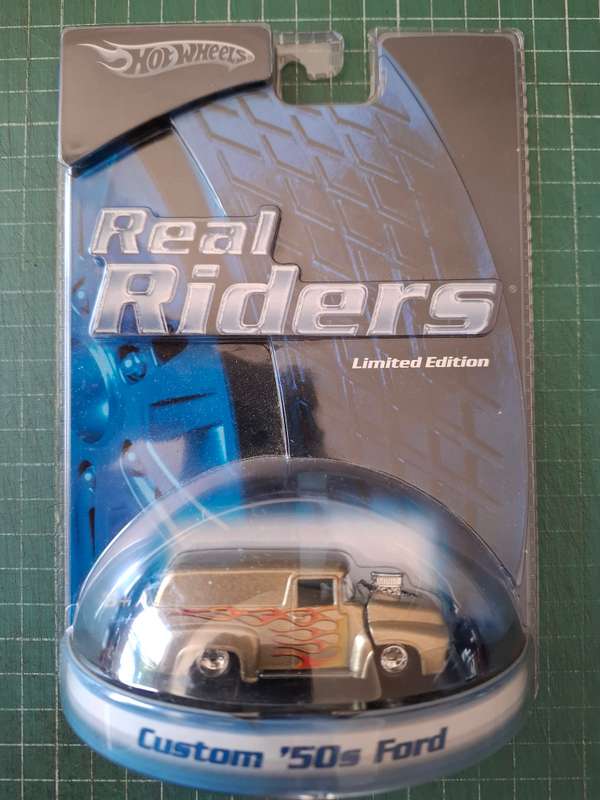 HOT WHEELS
Real
Riders®
Limited Edition
Custom '50s Ford